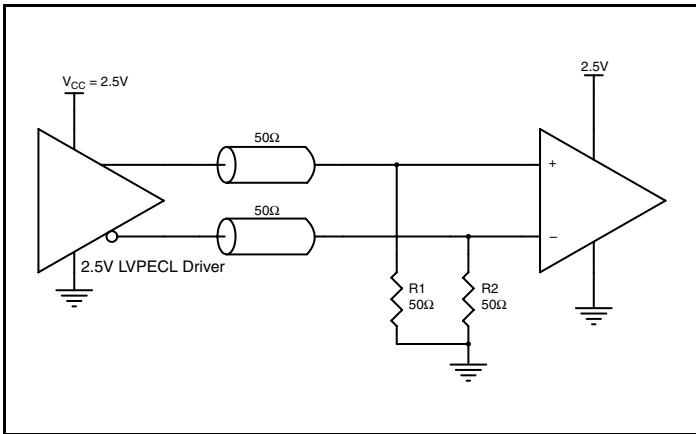 V_CC = 2.5V
2.5V
50Ω
50Ω
+
−
2.5V LVPECL Driver
R1
50Ω
R2
50Ω